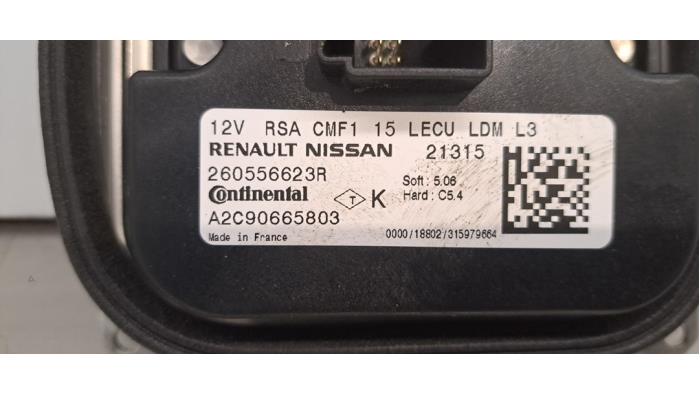 12V RSA CMF1 15 LECU LDM L3
RENAULT NISSAN 21315
260556623R Soft : 5.06
Continental T K Hard : C5.4
A2C90665803
Made in France 0000/18802/315979664